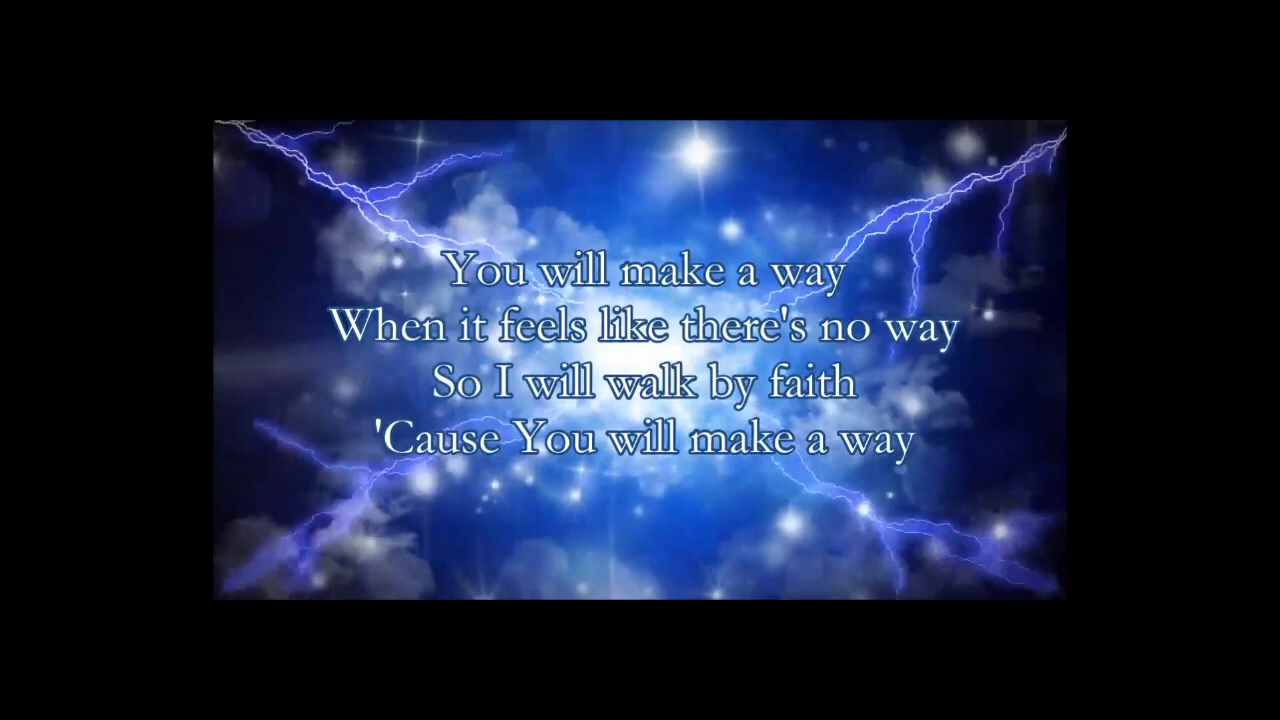 You will make a way
When it feels like there's no way
So I will walk by faith
'Cause You will make a way